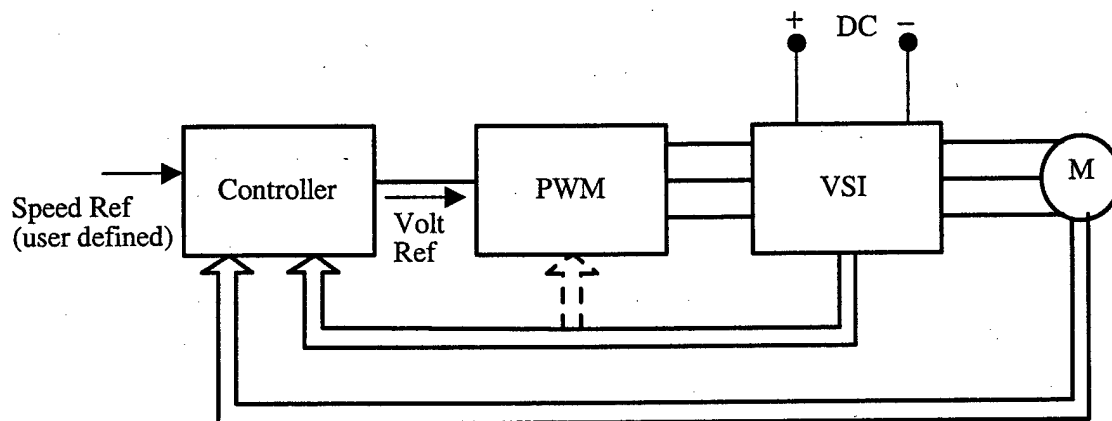 + DC −
Controller
PWM
VSI
M
Speed Ref
(user defined)
Volt
Ref